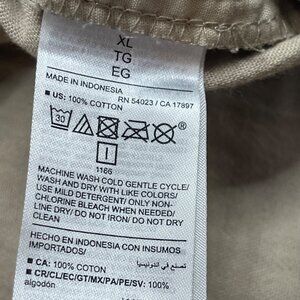 XL
TG
EG
MADE IN INDONESIA
RN 54023 / CA 17897
■ US: 100% COTTON
30
I
1166
MACHINE WASH COLD GENTLE CYCLE/
WASH AND DRY WITH LIKE COLORS/
USE MILD DETERGENT/ ONLY NON-
CHLORINE BLEACH WHEN NEEDED/
LINE DRY/ DO NOT IRON/ DO NOT DRY
CLEAN
HECHO EN INDONESIA CON INSUMOS
IMPORTADOS/
صنع في اندونيسيا
■ CA: 100% COTTON
■ CR/CL/EC/GT/MX/PA/PE/SV: 100%
algodón